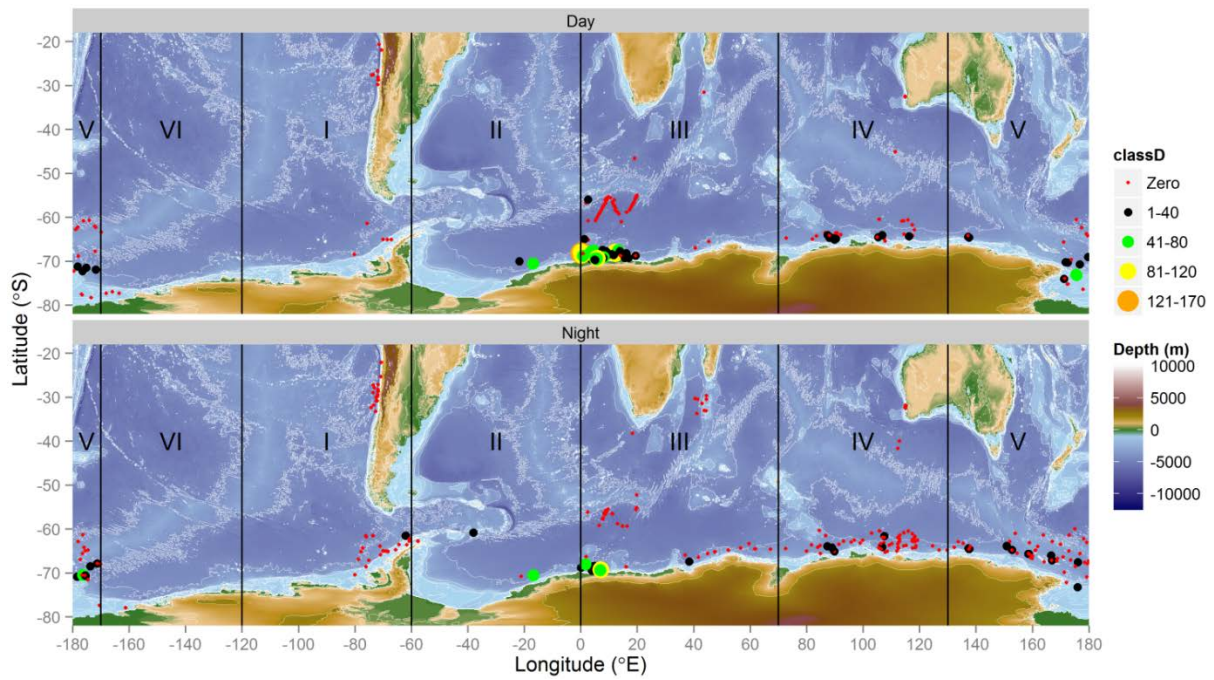 Day
-20
-30
-40
-50
-60
-70
-80
V VI I II III IV V
Night
-20
-30
-40
-50
-60
-70
-80
V VI I II III IV V
-180 -160 -140 -120 -100 -80 -60 -40 -20 0 20 40 60 80 100 120 140 160 180
Longitude (°E)
Latitude (°S)
classD
Zero
1-40
41-80
81-120
121-170
Depth (m)
10000
5000
0
-5000
-10000